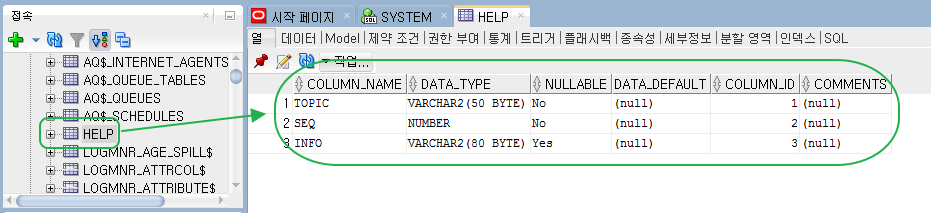 접속
AQ$_INTERNET_AGENTS
AQ$_QUEUE_TABLES
AQ$_QUEUES
AQ$_SCHEDULES
HELP
LOGMNR_AGE_SPILL$
LOGMNR_ATTRCOL$
LOGMNR_ATTRIBUTE$
시작 페이지 SYSTEM HELP
열 데이터 Model 제약 조건 권한 부여 통계 트리거 플래시백 종속성 세부정보 분할 영역 인덱스 SQL
작업...
COLUMN_NAME DATA_TYPE NULLABLE DATA_DEFAULT COLUMN_ID COMMENTS
1 TOPIC VARCHAR2(50 BYTE) No (null) 1 (null)
2 SEQ NUMBER No (null) 2 (null)
3 INFO VARCHAR2(80 BYTE) Yes (null) 3 (null)